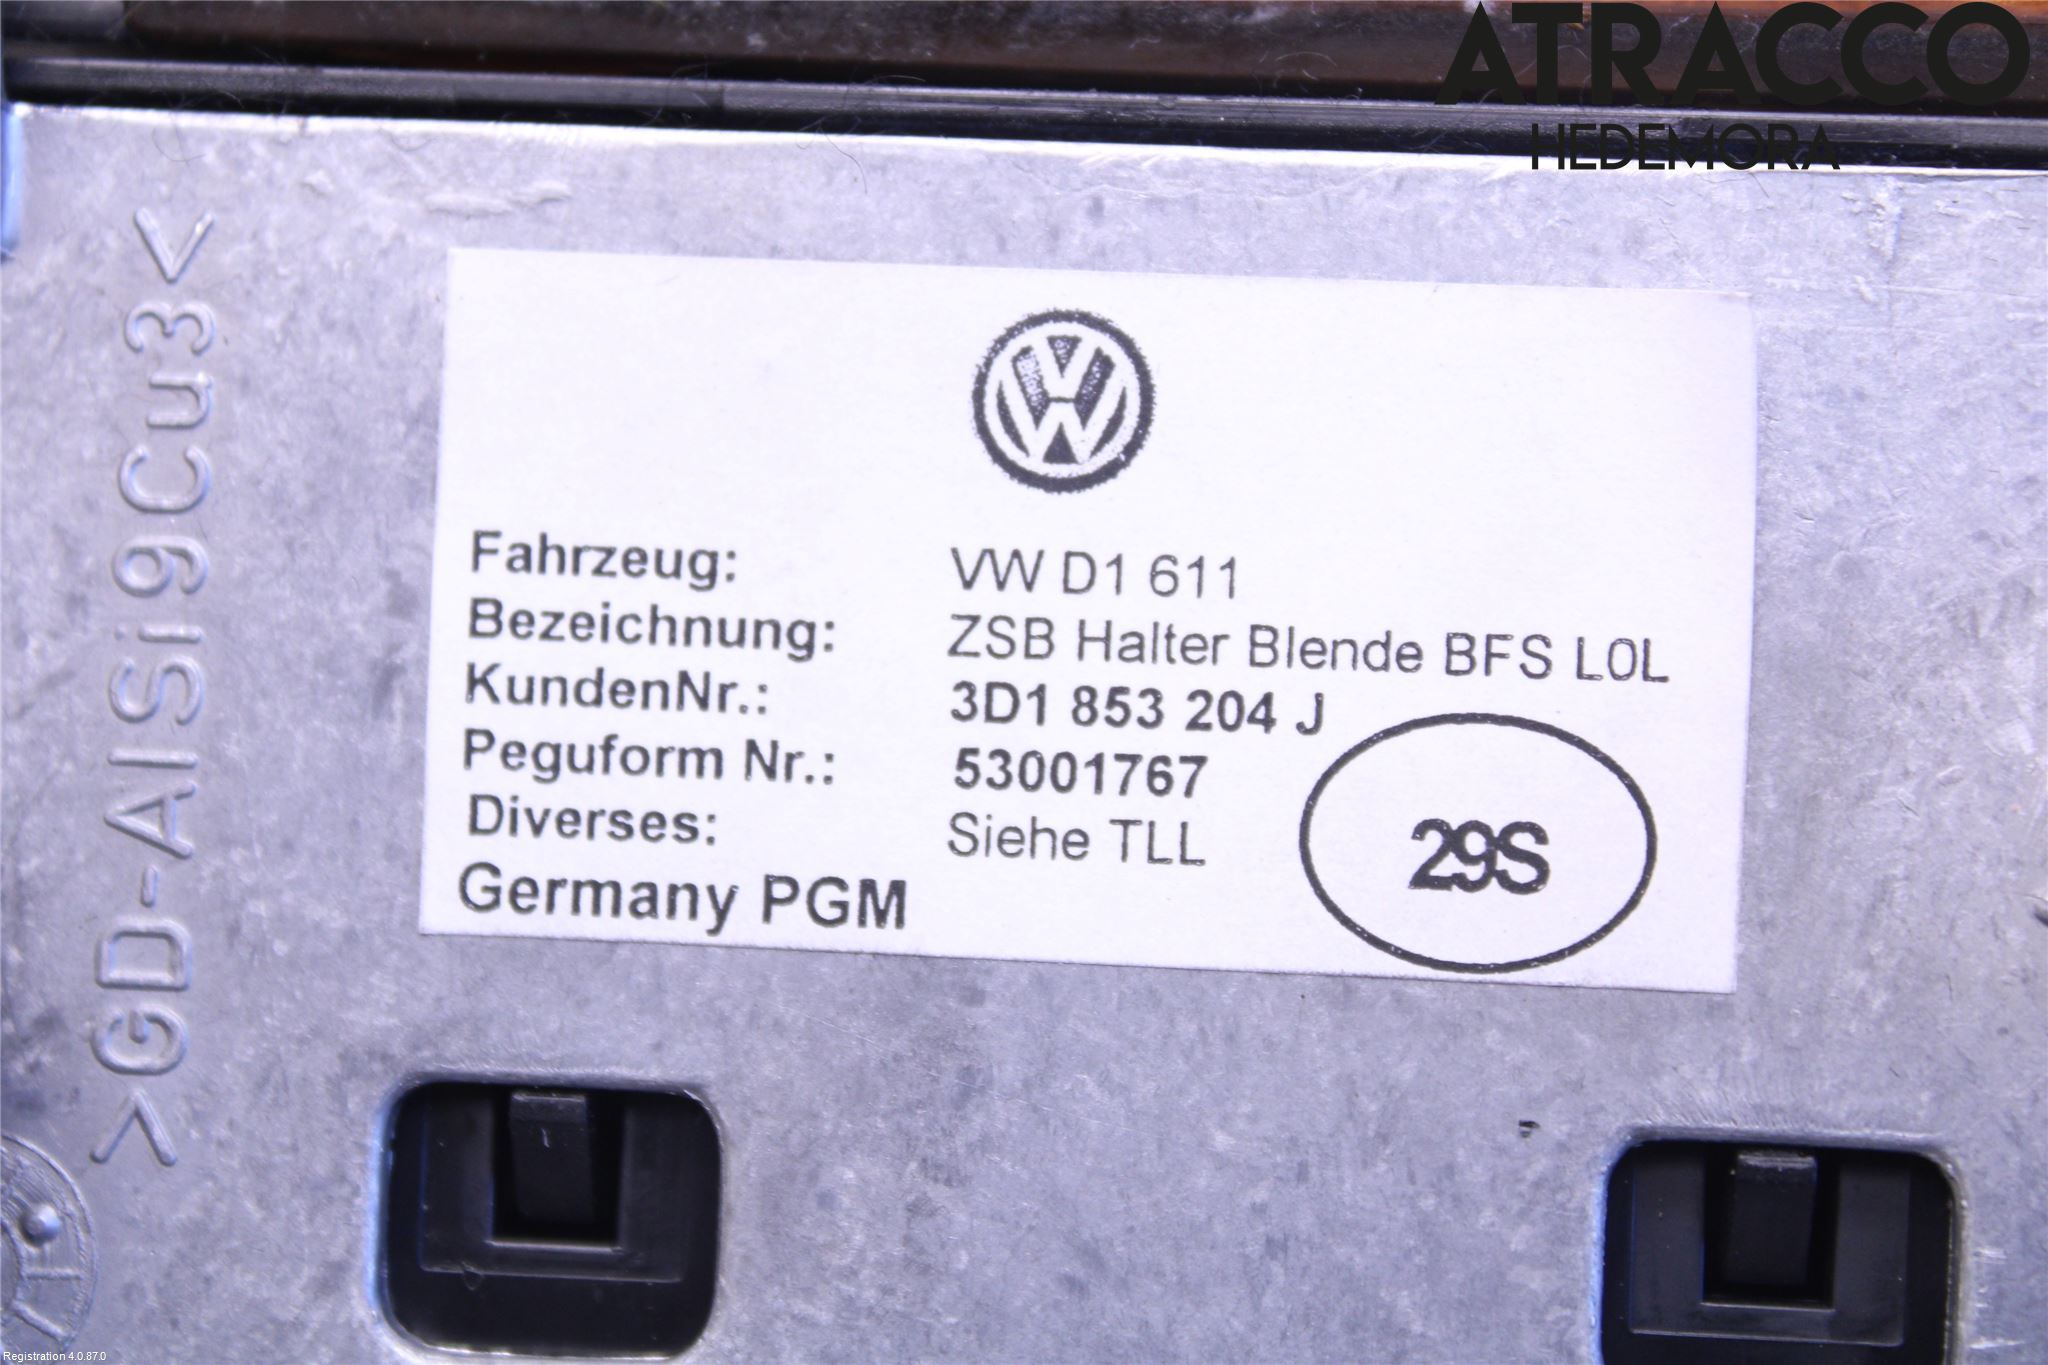 ATRACCO
HEDEMORA
>GD-AlSi9Cu3<
Fahrzeug: VW D1 611
Bezeichnung: ZSB Halter Blende BFS L0L
KundenNr.: 3D1 853 204 J
Peguform Nr.: 53001767
Diverses: Siehe TLL
Germany PGM
29S
Registration 4.0.87.0